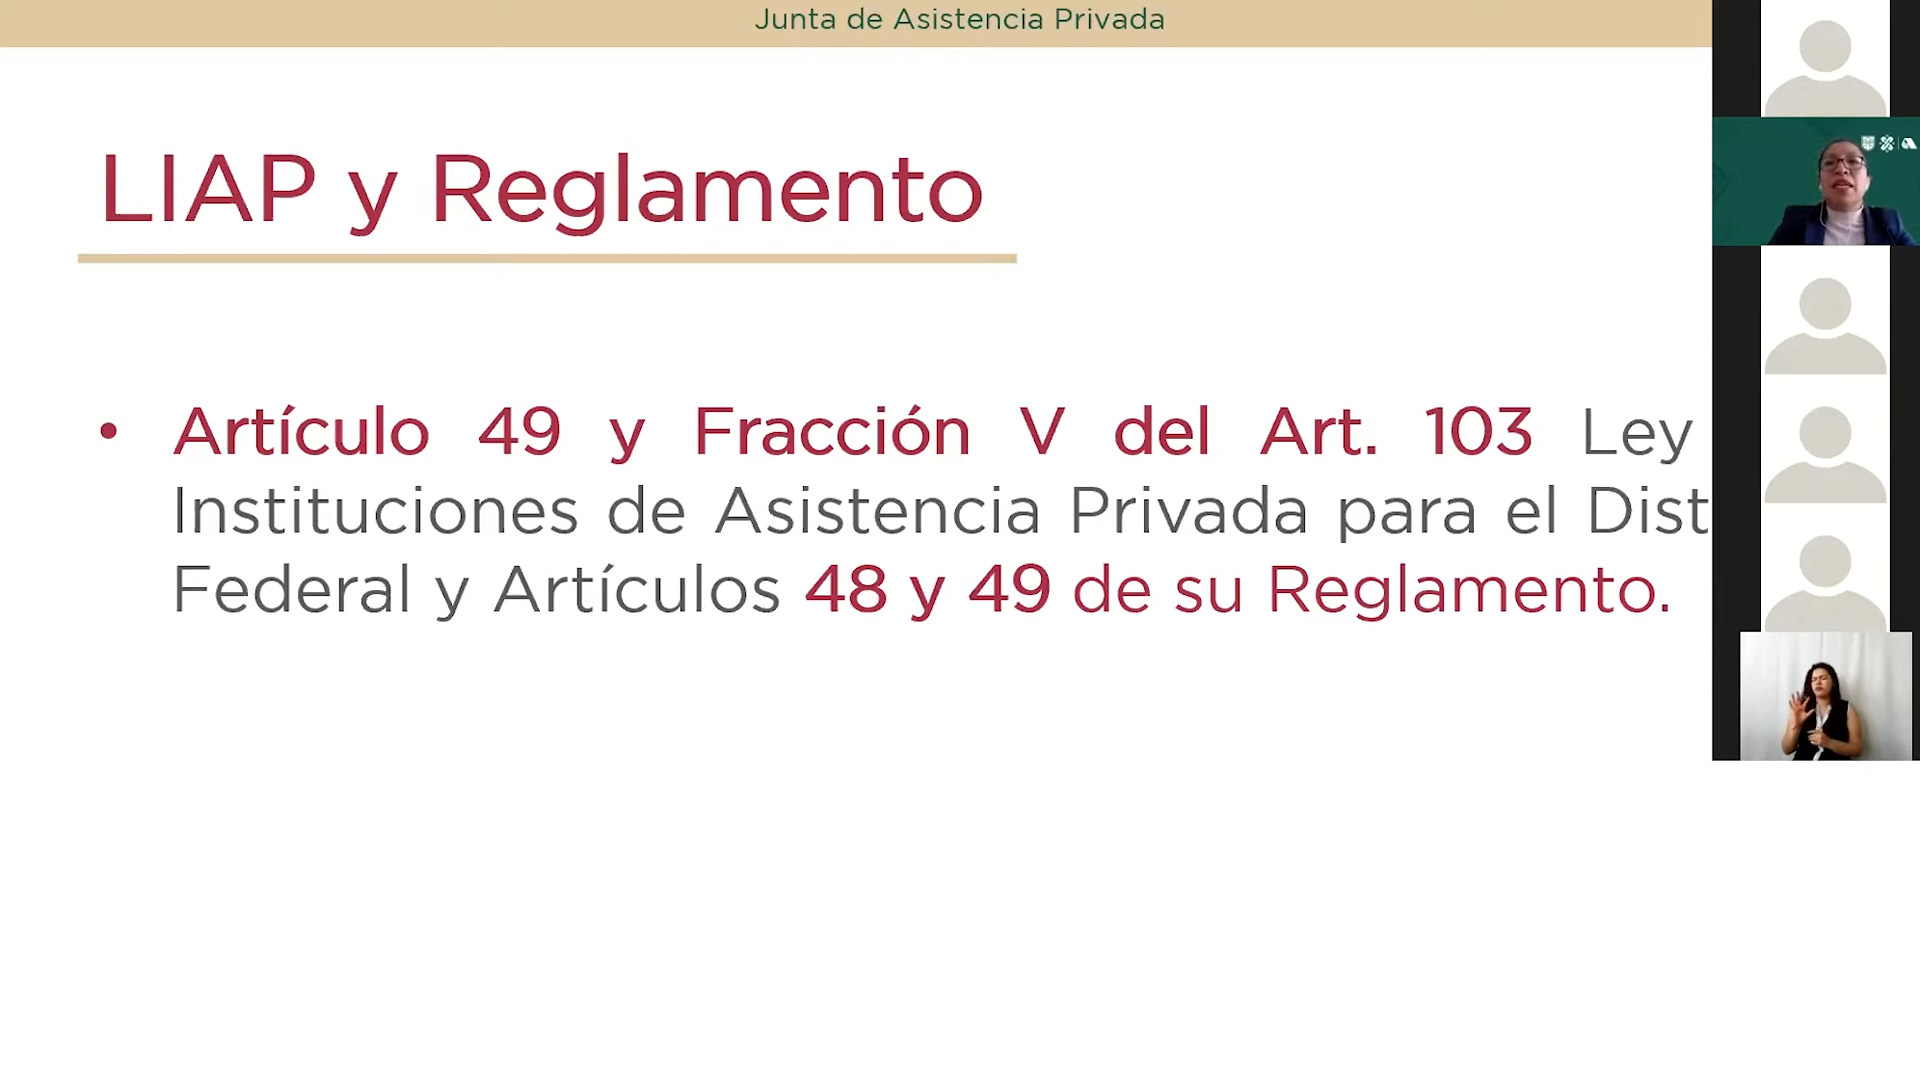 Junta de Asistencia Privada
LIAP y Reglamento
• Artículo 49 y Fracción V del Art. 103 Ley
Instituciones de Asistencia Privada para el Dist
Federal y Artículos 48 y 49 de su Reglamento.